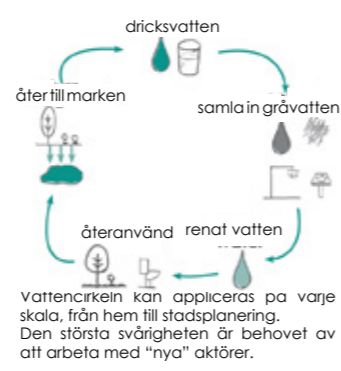 dricksvatten
åter till marken
samla in gråvatten
återanvänd renat vatten
Vattencirkeln kan appliceras på varje
skala, från hem till stadsplanering.
Den största svårigheten är behovet av
att arbeta med "nya" aktörer.